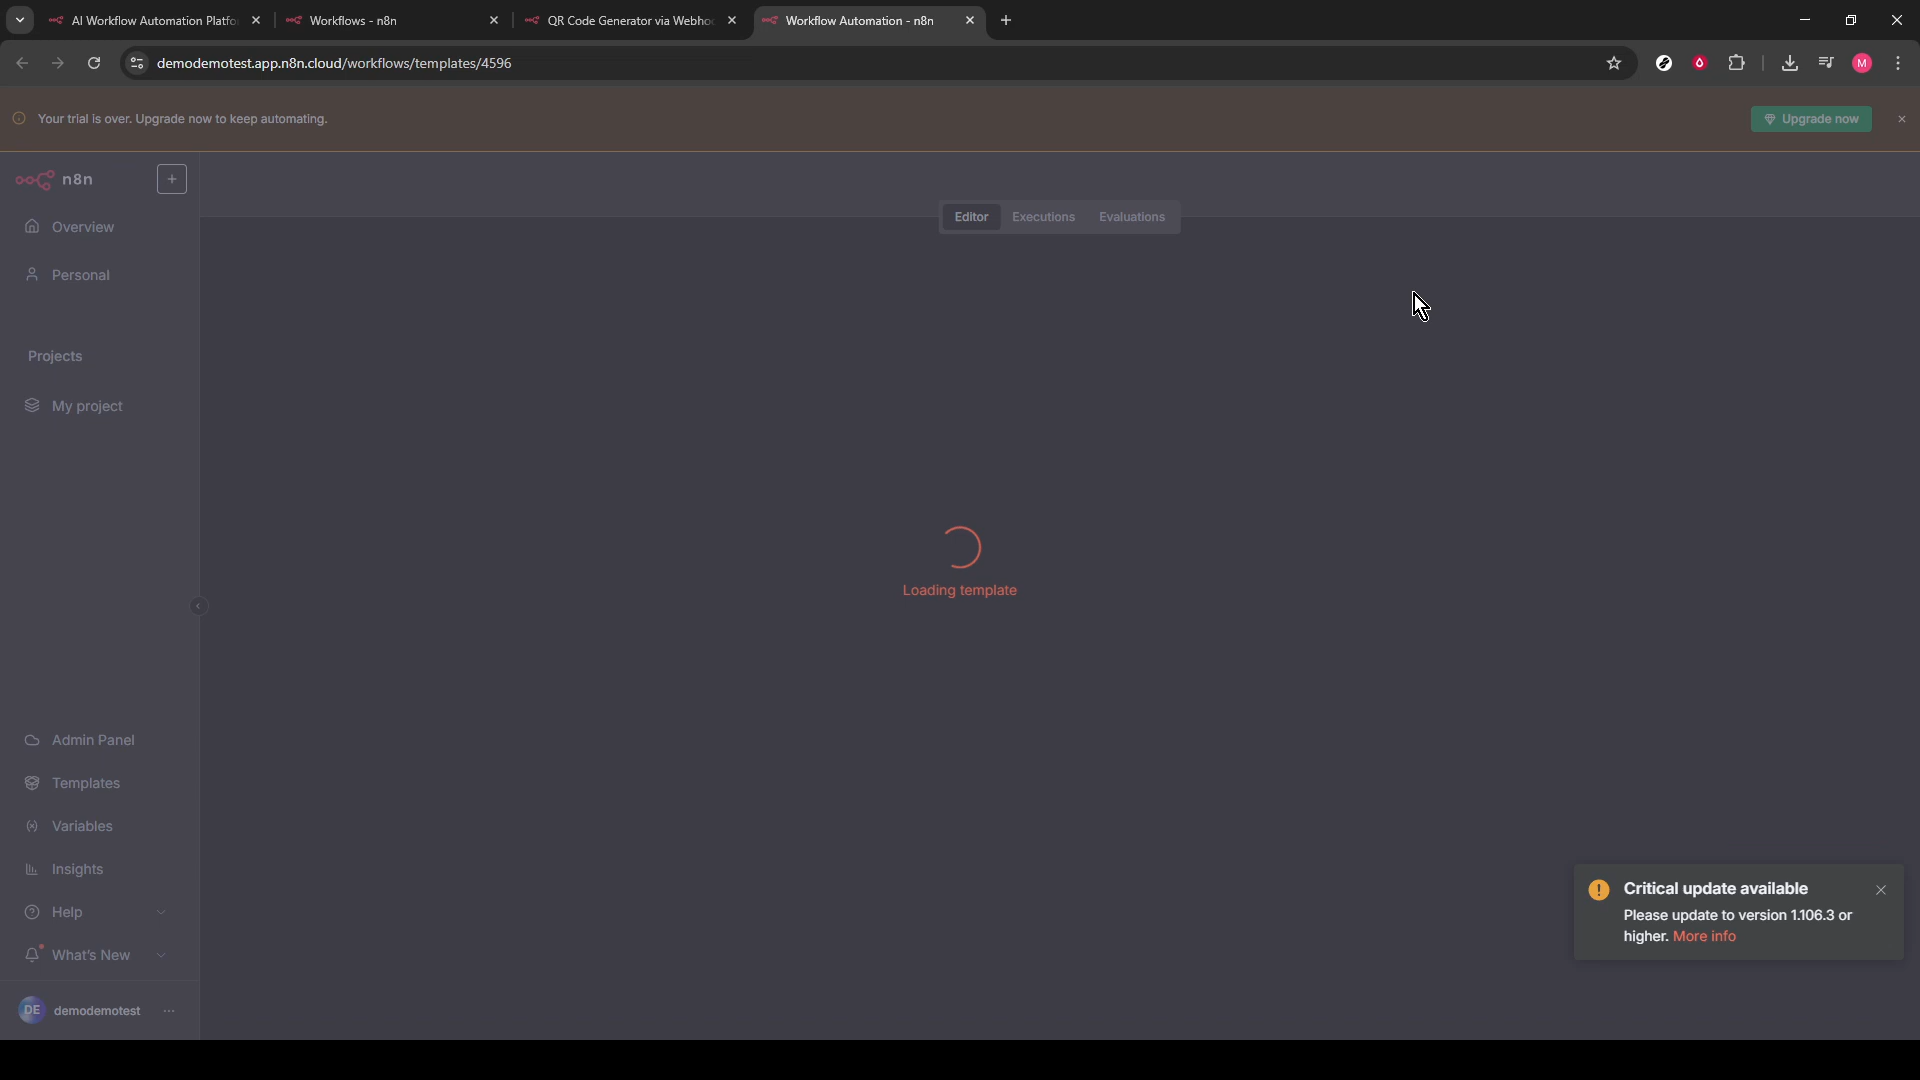 AI Workflow Automation Platfo
Workflows - n8n
QR Code Generator via Webho
Workflow Automation - n8n
demodemotest.app.n8n.cloud/workflows/templates/4596
M
Your trial is over. Upgrade now to keep automating.
Upgrade now
n8n
Overview
Personal
Projects
My project
Editor
Executions
Evaluations
Loading template
Admin Panel
Templates
Variables
Insights
Help
What's New
DE
demodemotest
Critical update available
Please update to version 1.106.3 or
higher. More info